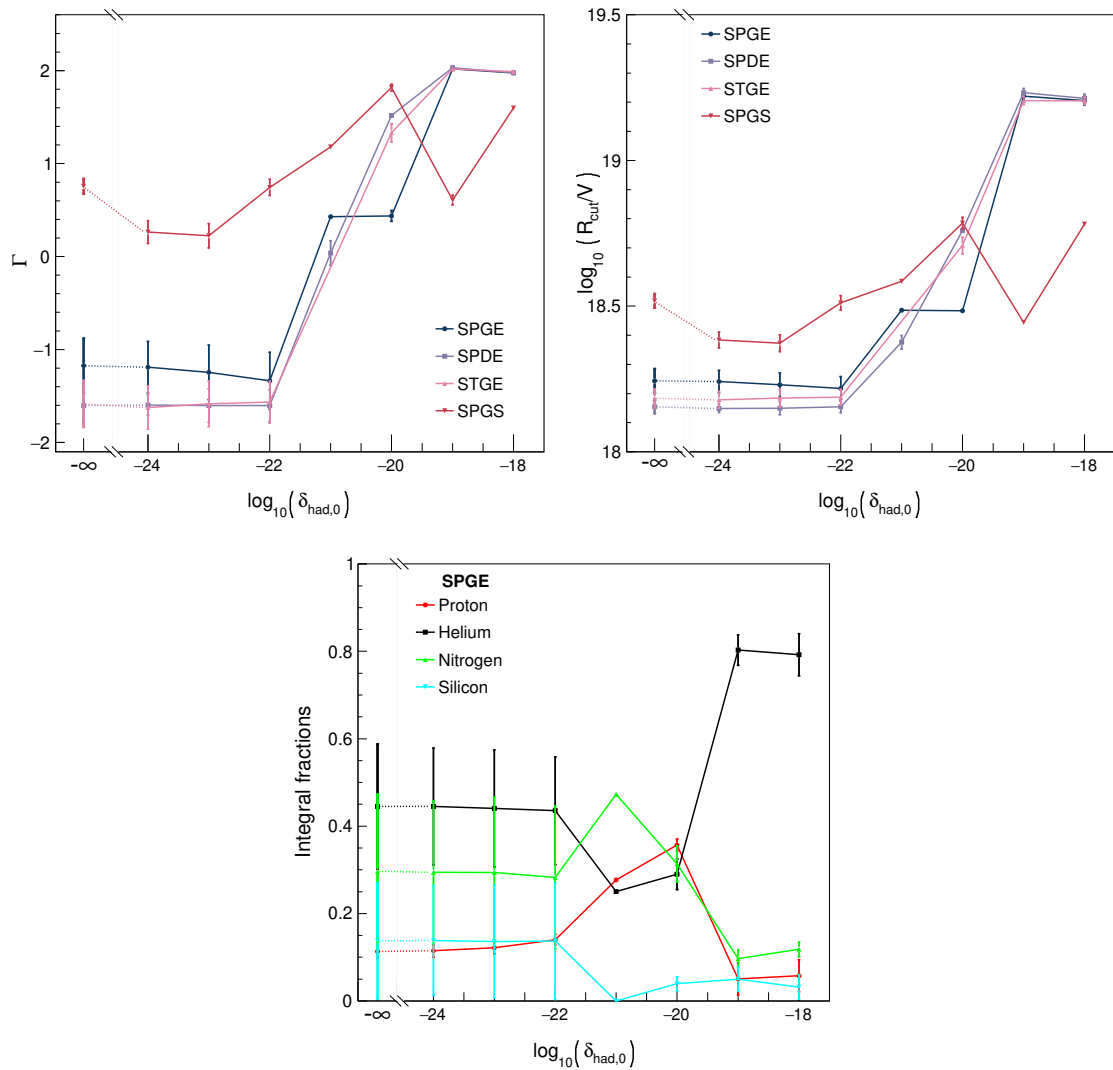 2
1
0
−1
−2
Γ
SPGE
SPDE
STGE
SPGS
-∞
−24
−22
−20
−18
log10(δhad,0)
19.5
19
18.5
18
log10(Rcut/V)
SPGE
SPDE
STGE
SPGS
-∞
−24
−22
−20
−18
log10(δhad,0)
1
0.8
0.6
0.4
0.2
0
Integral fractions
SPGE
Proton
Helium
Nitrogen
Silicon
-∞
−24
−22
−20
−18
log10(δhad,0)